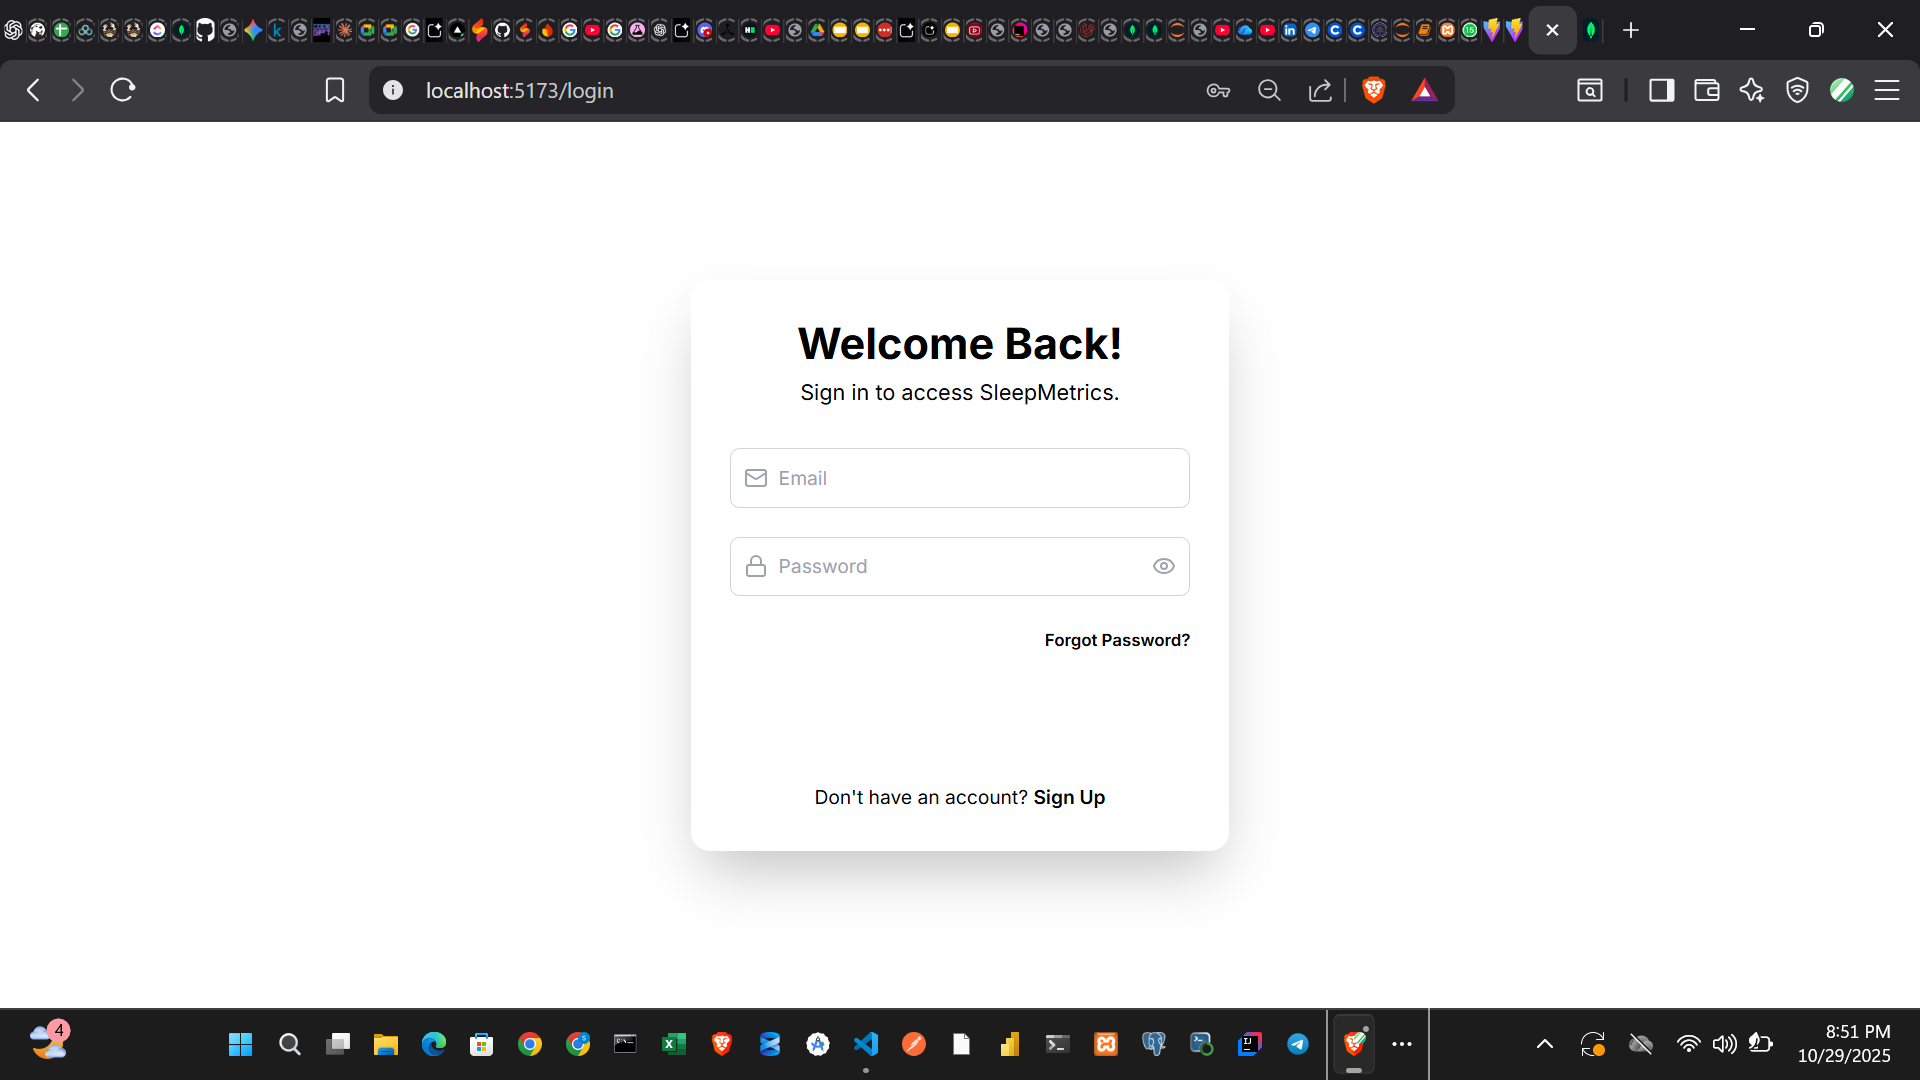 localhost:5173/login
Welcome Back!
Sign in to access SleepMetrics.
Email
Password
Forgot Password?
Don't have an account? Sign Up
4
8:51 PM
10/29/2025